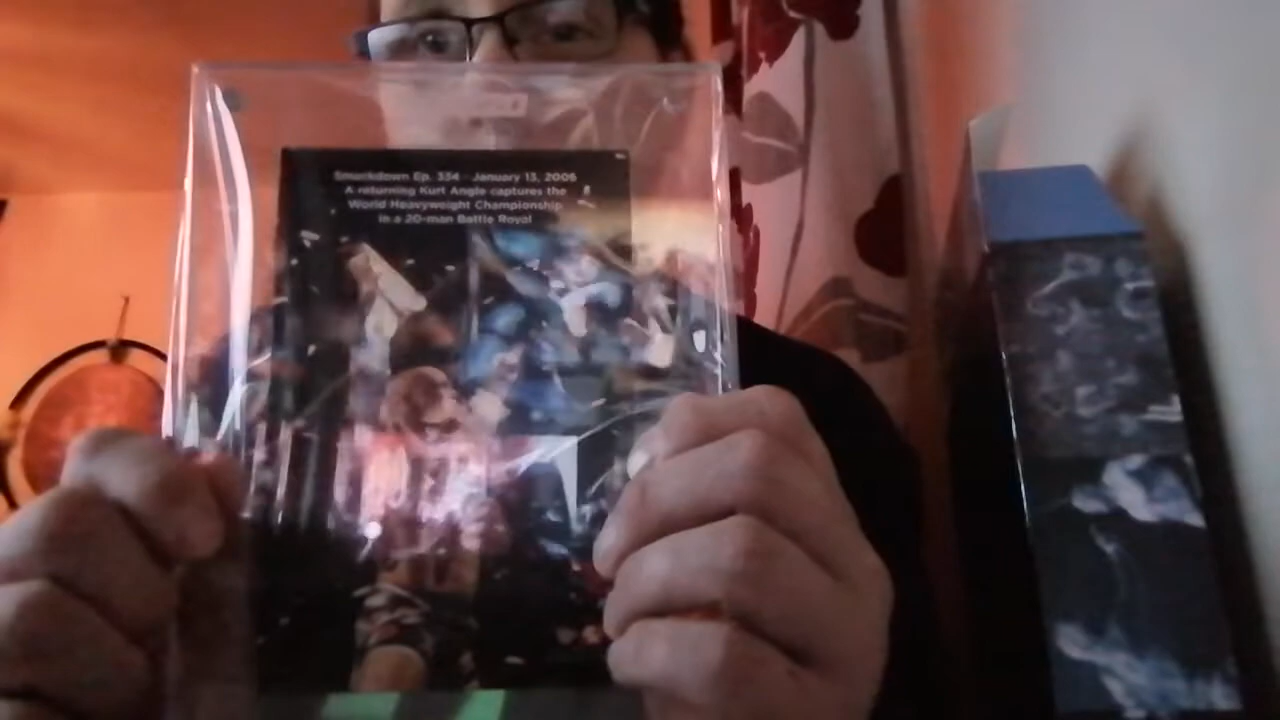 Smackdown Ep. 334 - January 13, 2006
A returning Kurt Angle captures the
World Heavyweight Championship
in a 20-man Battle Royal